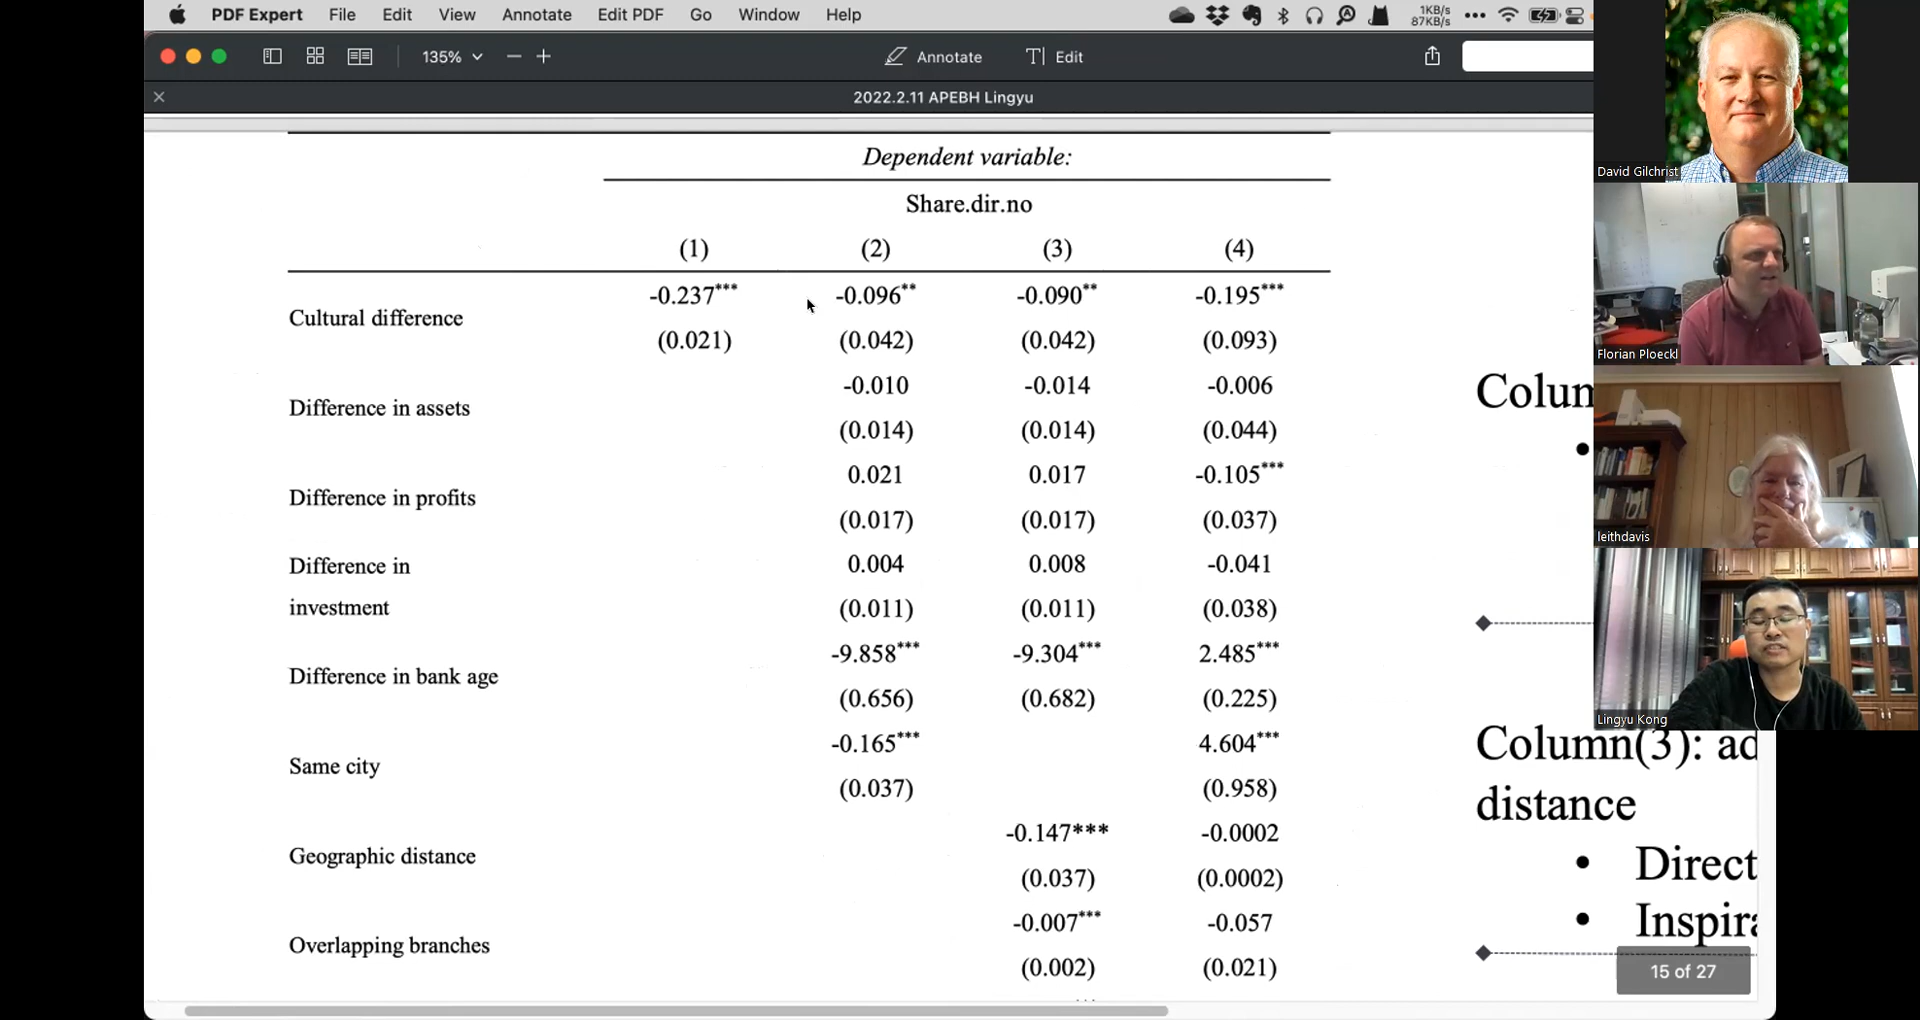 PDF Expert File Edit View Annotate Edit PDF Go Window Help 1KB/s
87KB/s
135% Annotate Edit
2022.2.11 APEBH Lingyu
Dependent variable:
Share.dir.no
(1) (2) (3) (4)
Cultural difference -0.237*** -0.096** -0.090** -0.195***
(0.021) (0.042) (0.042) (0.093)
Difference in assets -0.010 -0.014 -0.006
(0.014) (0.014) (0.044)
Difference in profits 0.021 0.017 -0.105***
(0.017) (0.017) (0.037)
Difference in 0.004 0.008 -0.041
investment (0.011) (0.011) (0.038)
Difference in bank age -9.858*** -9.304*** 2.485***
(0.656) (0.682) (0.225)
Same city -0.165*** 4.604***
(0.037) (0.958)
Geographic distance -0.147*** -0.0002
(0.037) (0.0002)
Overlapping branches -0.007*** -0.057
(0.002) (0.021)
Colum
•
Column(3): ad
distance
• Direct
• Inspira
15 of 27
David Gilchrist
Florian Ploeckl
leithdavis
Lingyu Kong